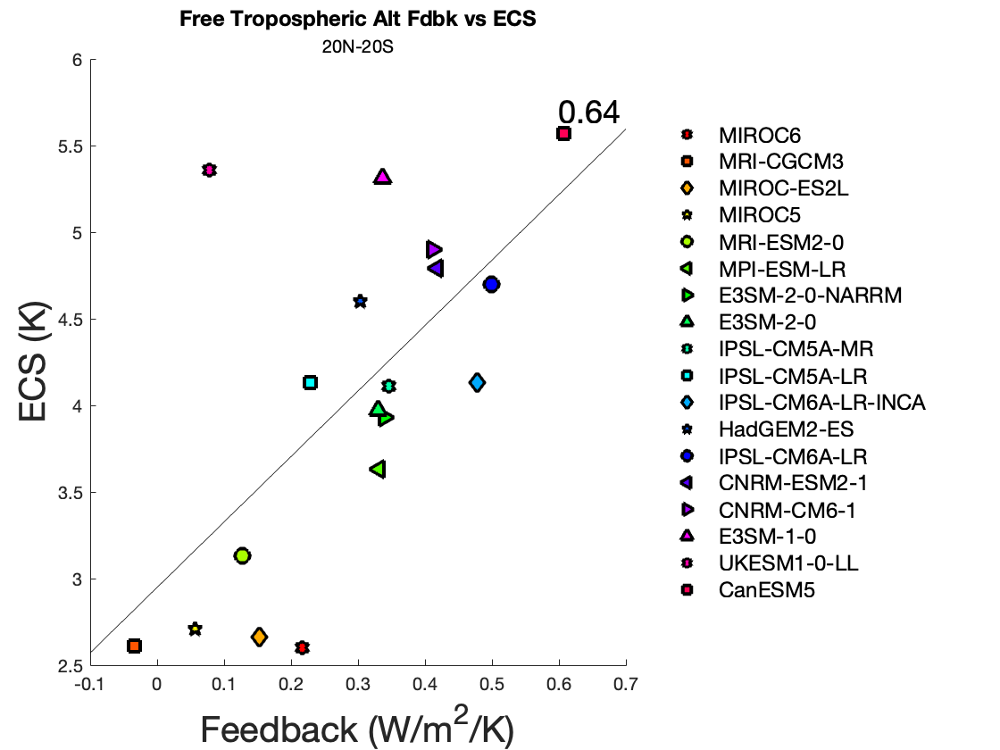 Free Tropospheric Alt Fdbk vs ECS
20N-20S
6
5.5
5
4.5
4
3.5
3
2.5
ECS (K)
0.64
-0.1
0
0.1
0.2
0.3
0.4
0.5
0.6
0.7
Feedback (W/m²/K)
MIROC6
MRI-CGCM3
MIROC-ES2L
MIROC5
MRI-ESM2-0
MPI-ESM-LR
E3SM-2-0-NARRM
E3SM-2-0
IPSL-CM5A-MR
IPSL-CM5A-LR
IPSL-CM6A-LR-INCA
HadGEM2-ES
IPSL-CM6A-LR
CNRM-ESM2-1
CNRM-CM6-1
E3SM-1-0
UKESM1-0-LL
CanESM5